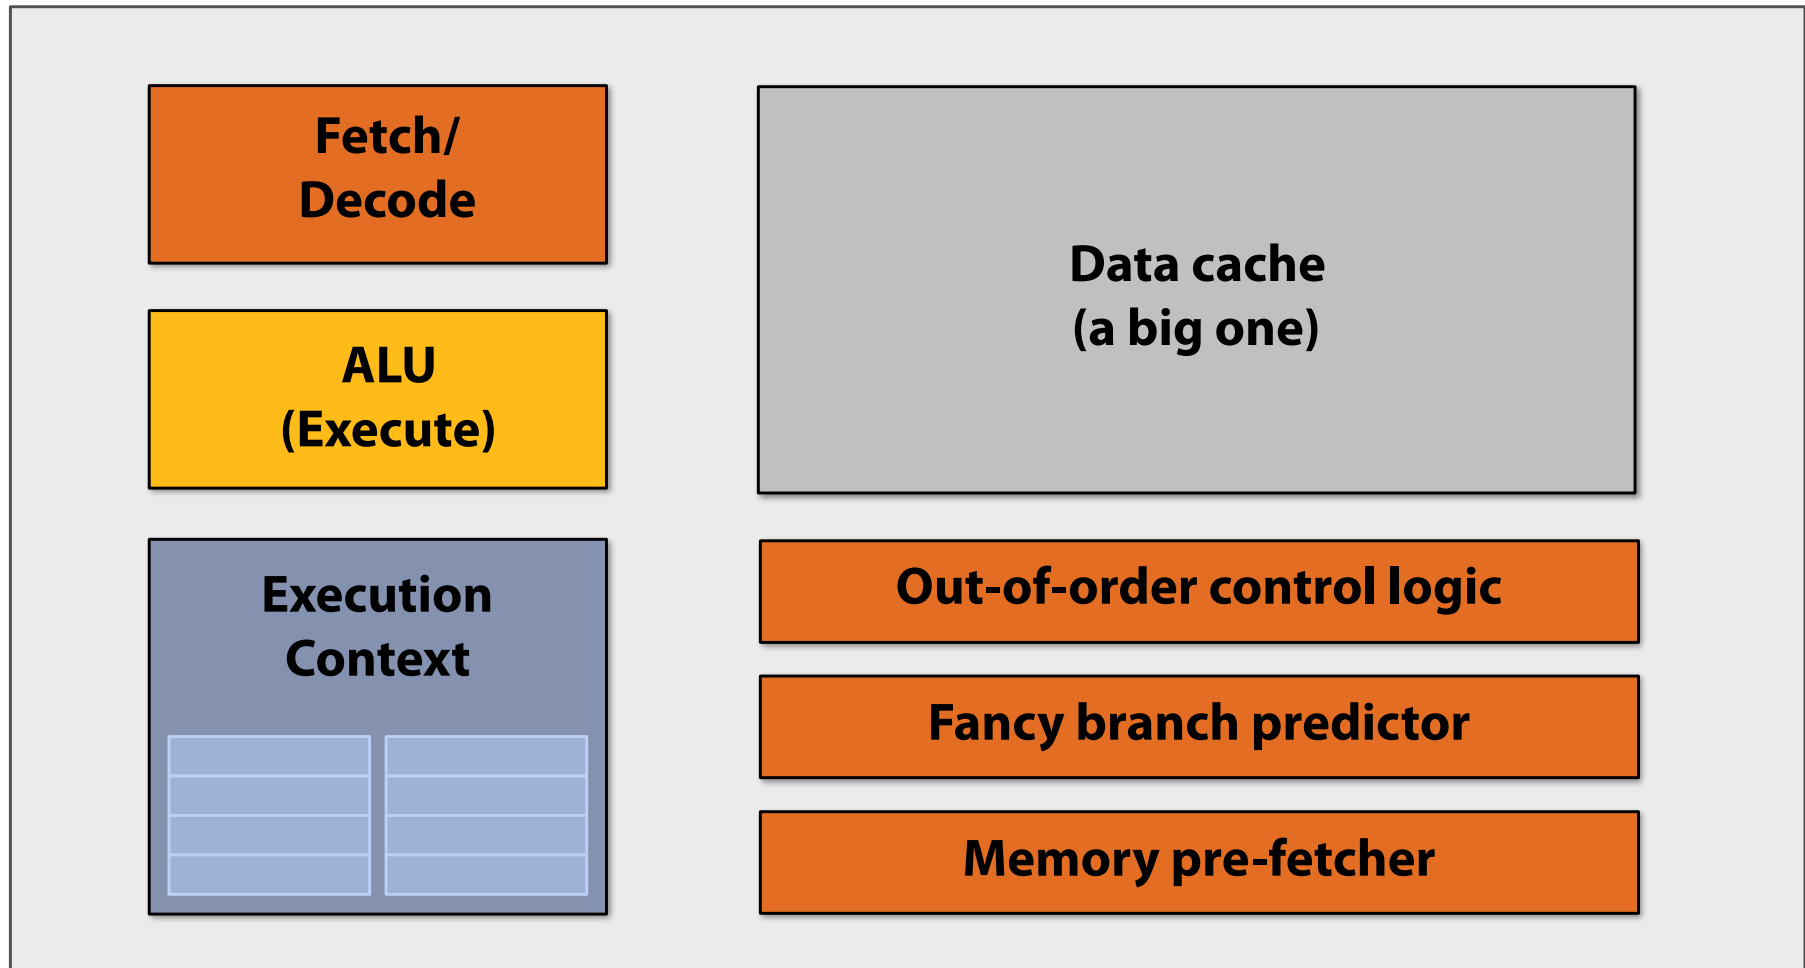 Fetch/
Decode
ALU
(Execute)
Execution
Context
Data cache
(a big one)
Out-of-order control logic
Fancy branch predictor
Memory pre-fetcher